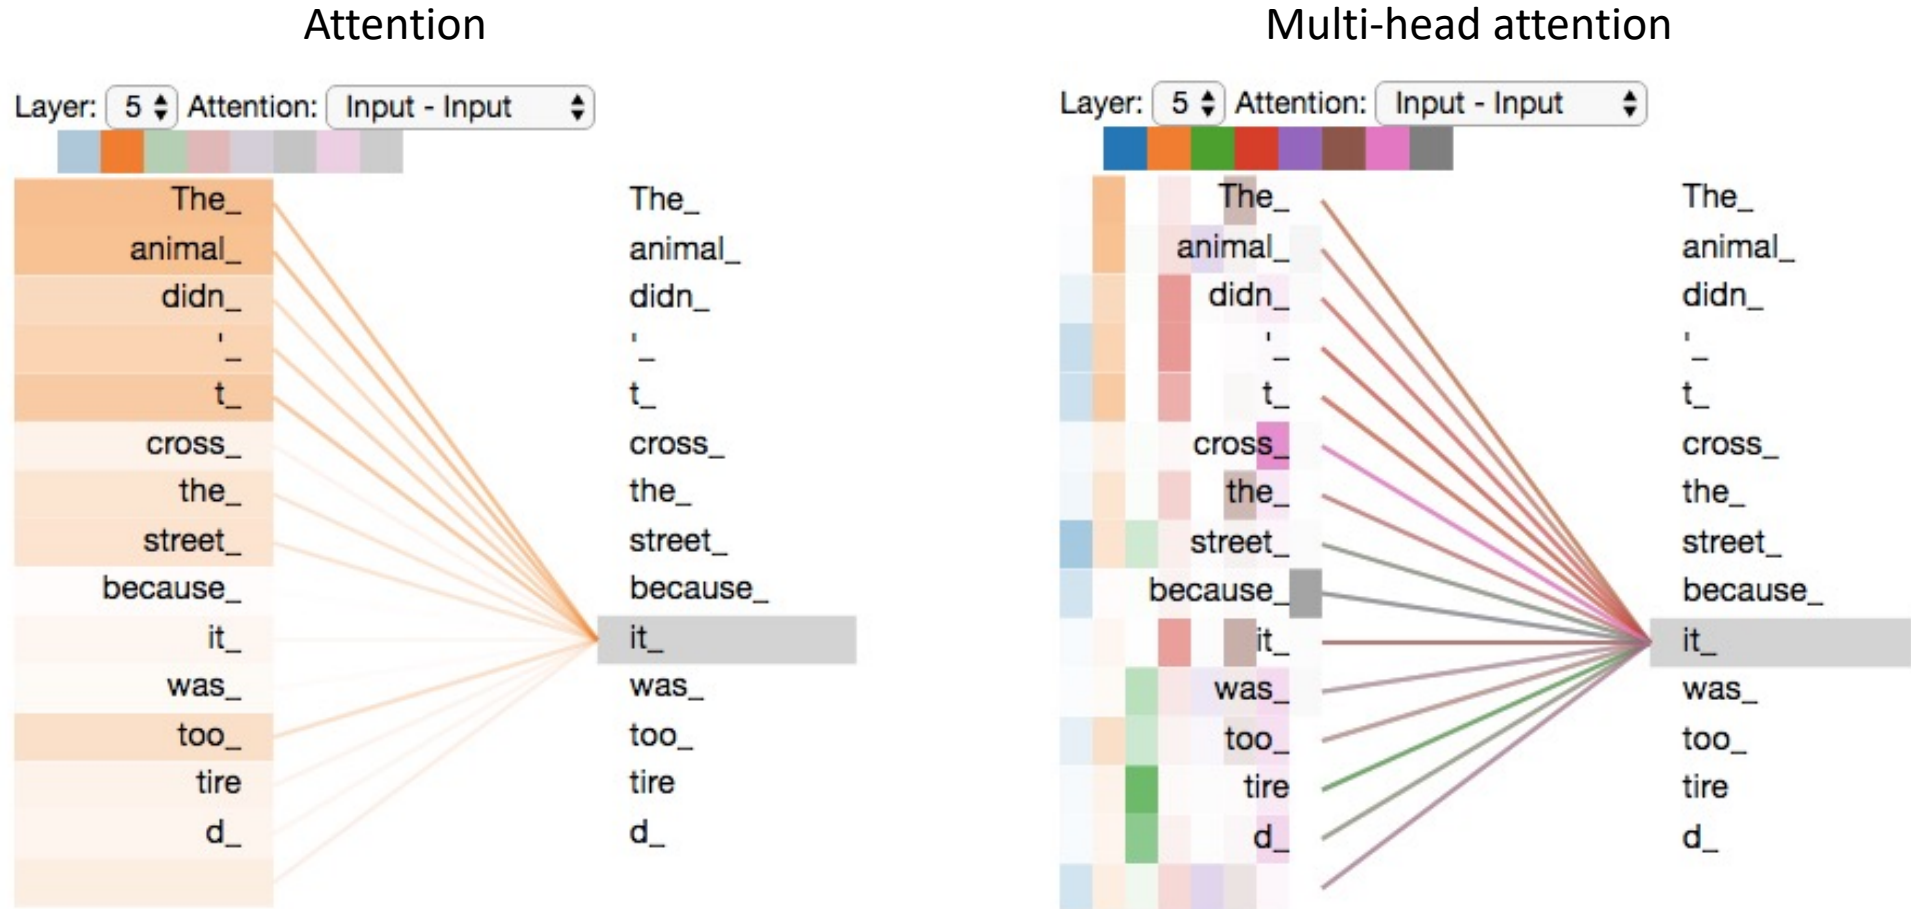 Attention
Layer: 5 Attention: Input - Input
The_ The_
animal_ animal_
didn_ didn_
'_ '_
t_ t_
cross_ cross_
the_ the_
street_ street_
because_ because_
it_ it_
was_ was_
too_ too_
tire tire
d_ d_
Multi-head attention
Layer: 5 Attention: Input - Input
The_ The_
animal_ animal_
didn_ didn_
'_ '_
t_ t_
cross_ cross_
the_ the_
street_ street_
because_ because_
it_ it_
was_ was_
too_ too_
tire tire
d_ d_